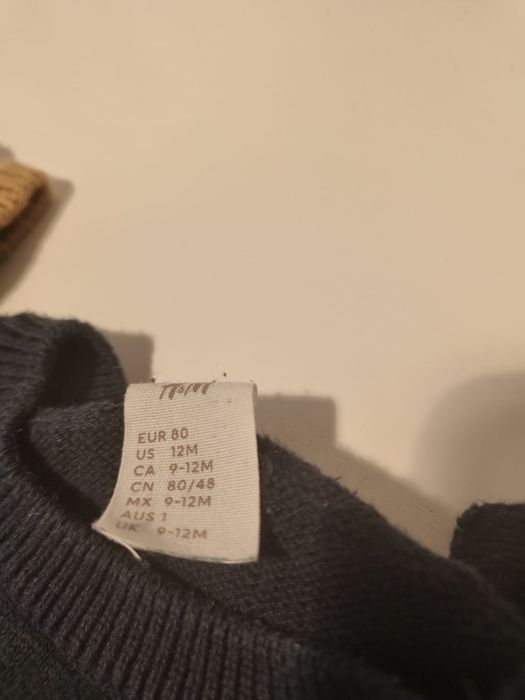 H&M
EUR 80
US 12M
CA 9-12M
CN 80/48
MX 9-12M
AUS 1
UK 9-12M